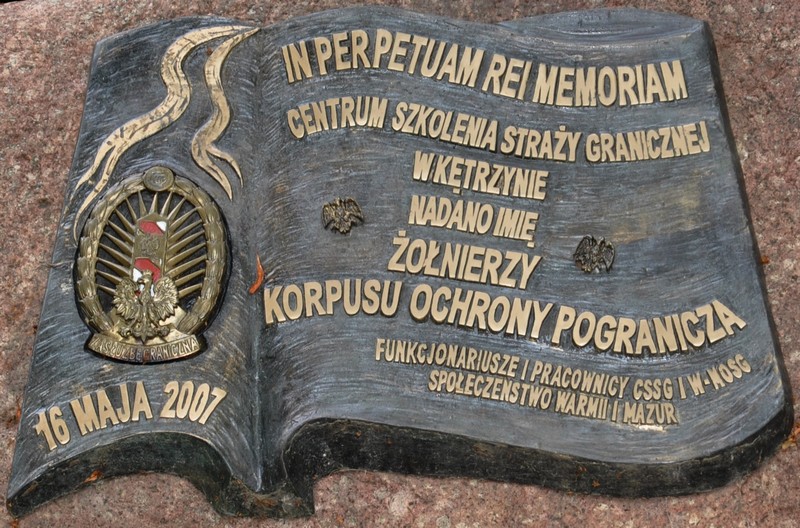 IN PERPETUAM REI MEMORIAM
CENTRUM SZKOLENIA STRAŻY GRANICZNEJ
W KĘTRZYNIE
NADANO IMIĘ
ŻOŁNIERZY
KORPUSU OCHRONY POGRANICZA
FUNKCJONARIUSZE I PRACOWNICY CSSG I W-MOSG
SPOŁECZEŃSTWO WARMII I MAZUR
GRANICZNA
16 MAJA 2007